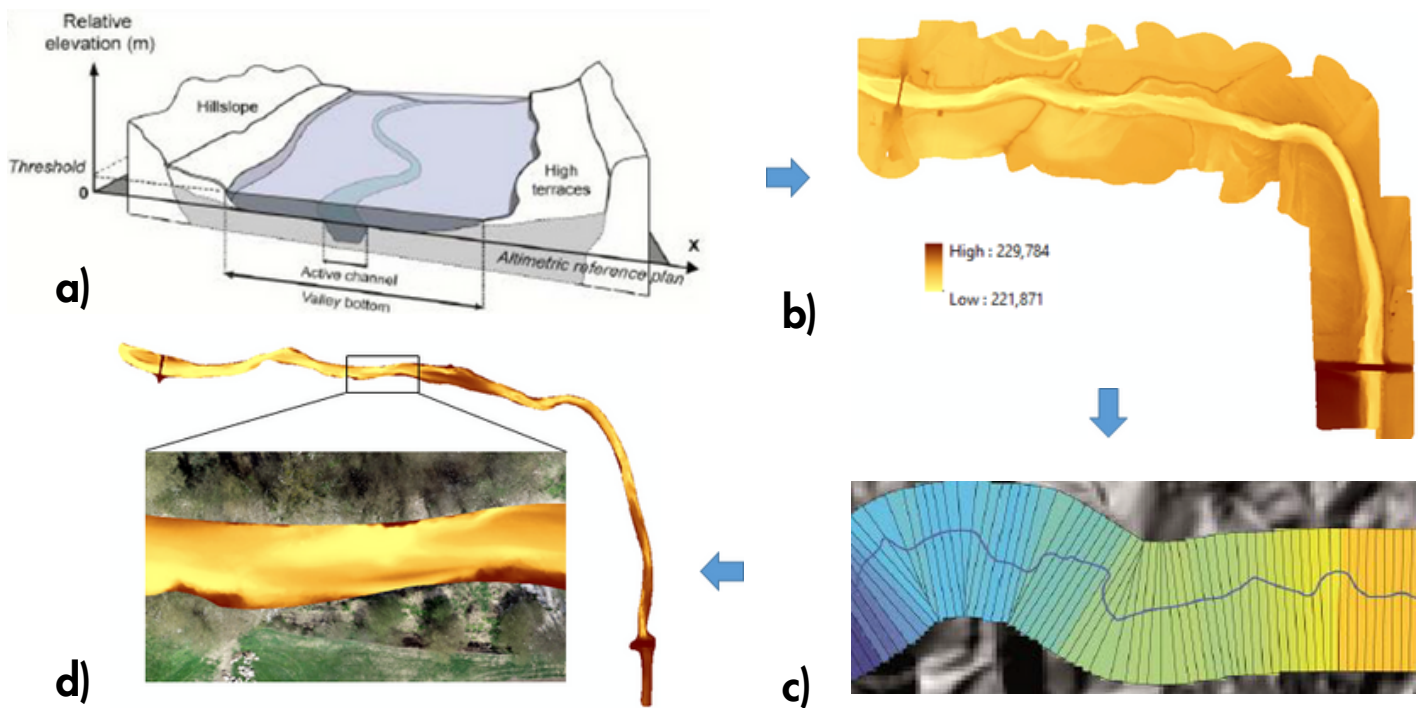 Relative
elevation (m)
Hillslope
Threshold
0
High
terraces
x
Altimetric reference plan
Active channel
Valley bottom
a)
High : 229,784
Low : 221,871
b)
d)
c)